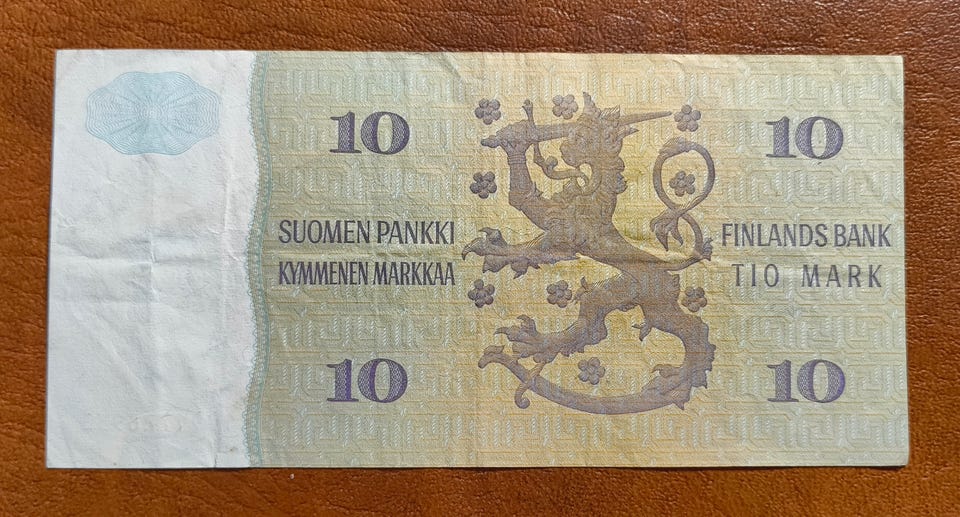 10
10
SUOMEN PANKKI
KYMMENEN MARKKAA
FINLANDS BANK
TIO MARK
10
10